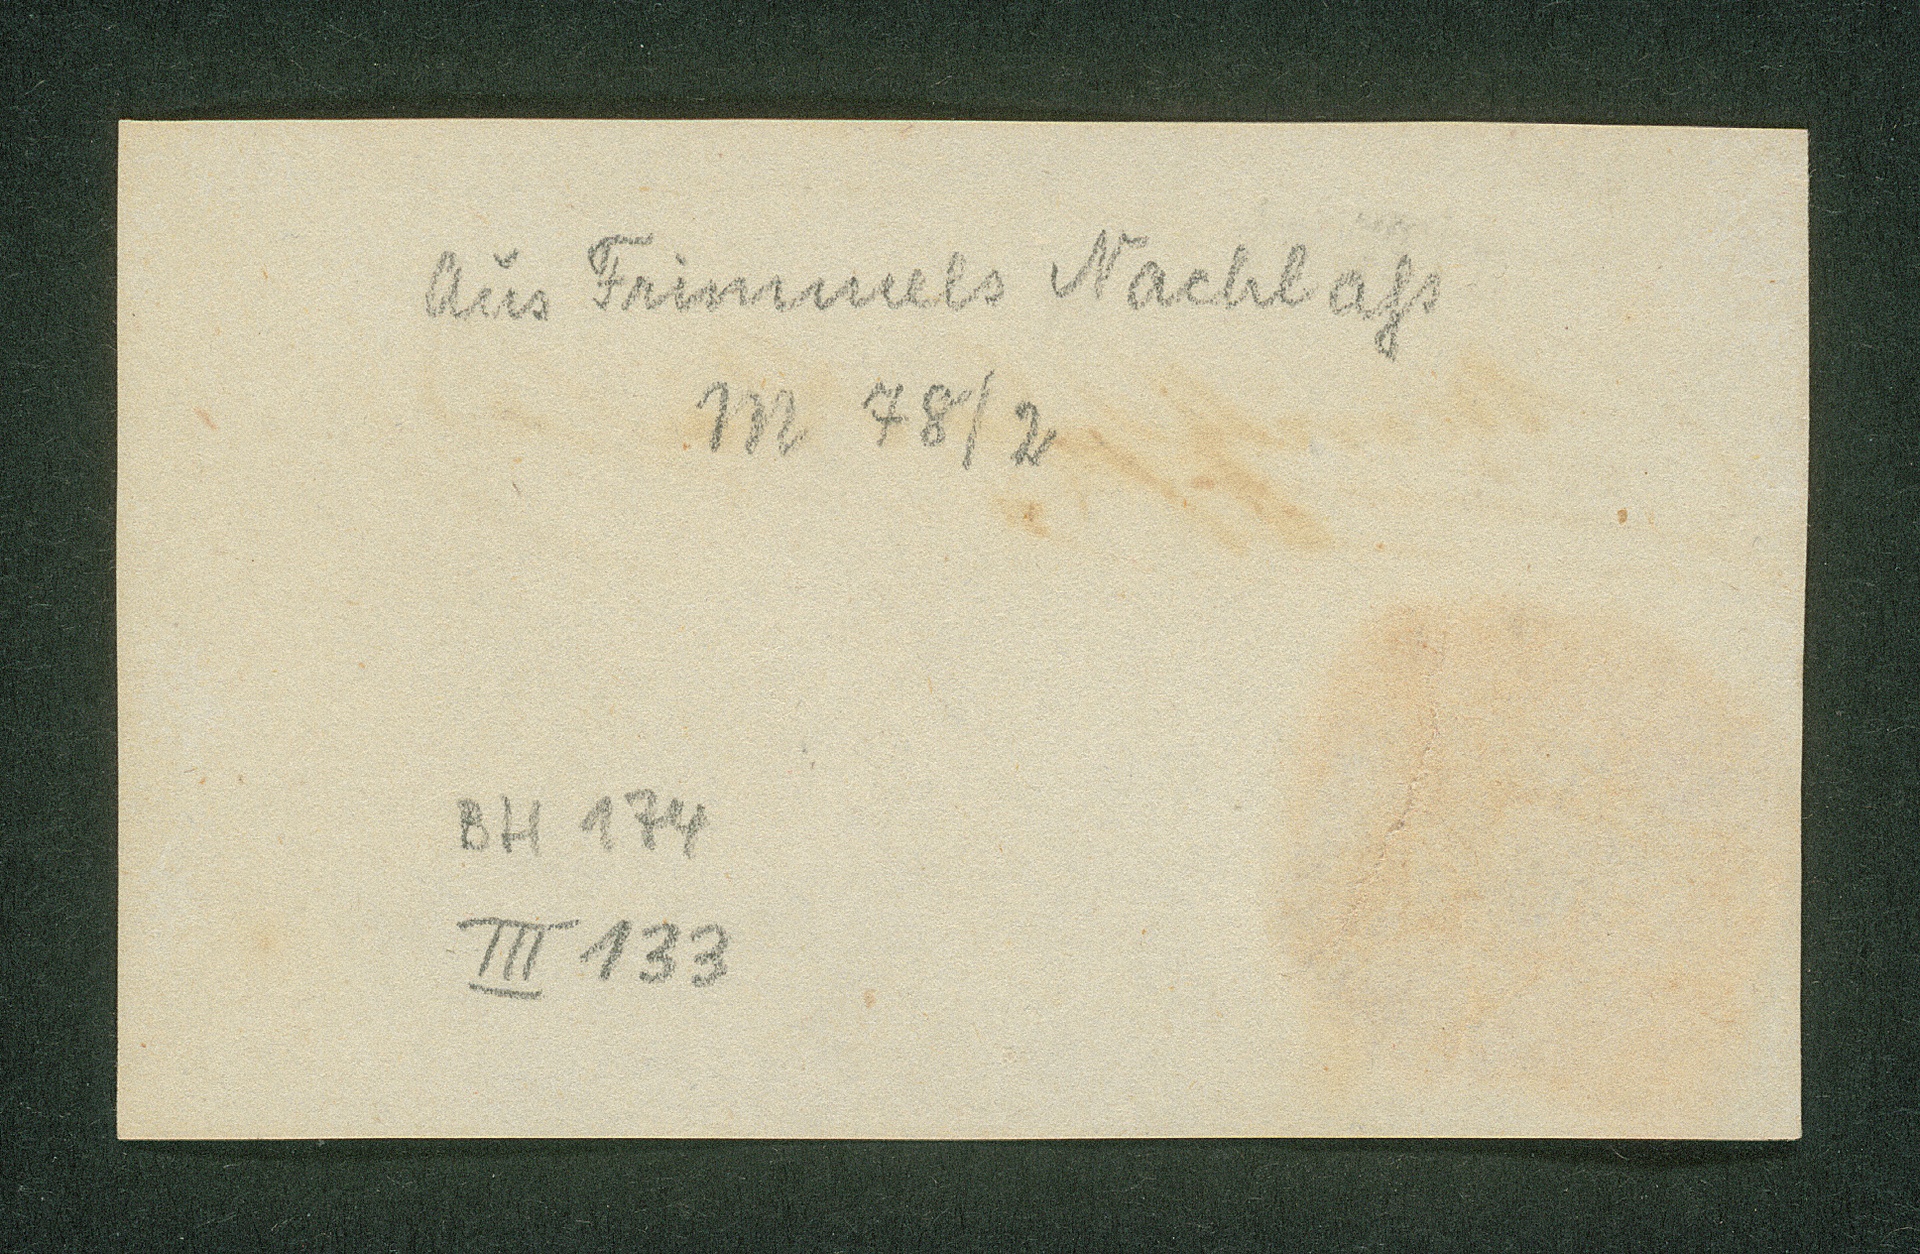 Aus Frimmels Nachlaß
M 78/2
BH 174
III 133